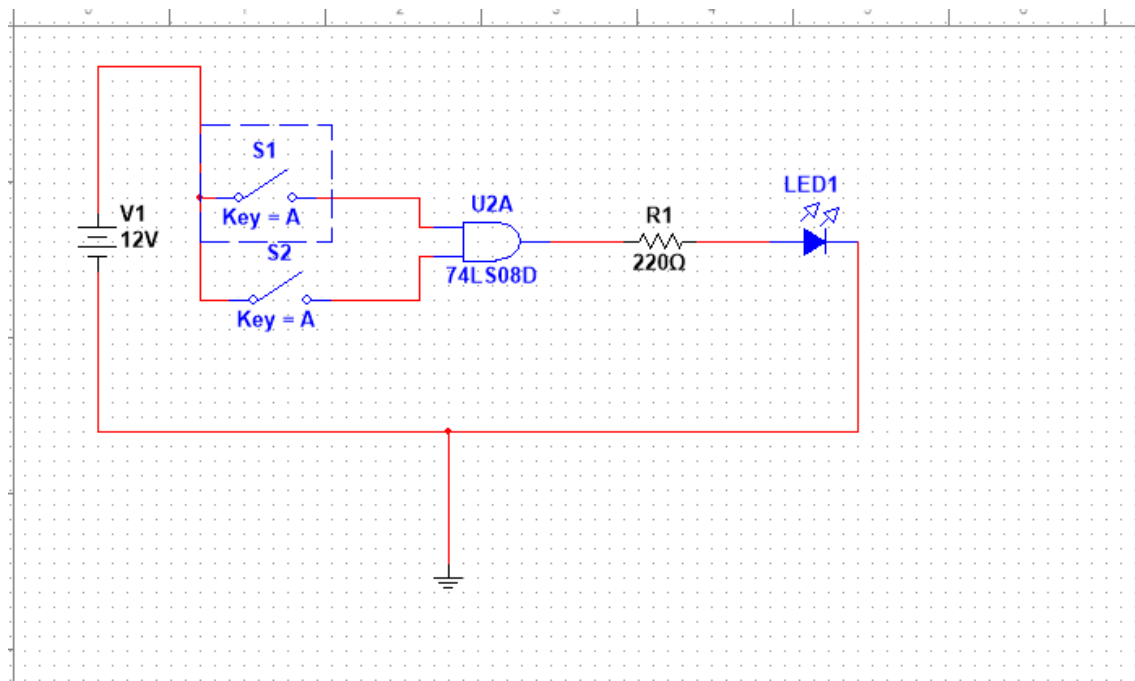 S1
Key = A
V1
12V
S2
Key = A
U2A
74LS08D
R1
220Ω
LED1